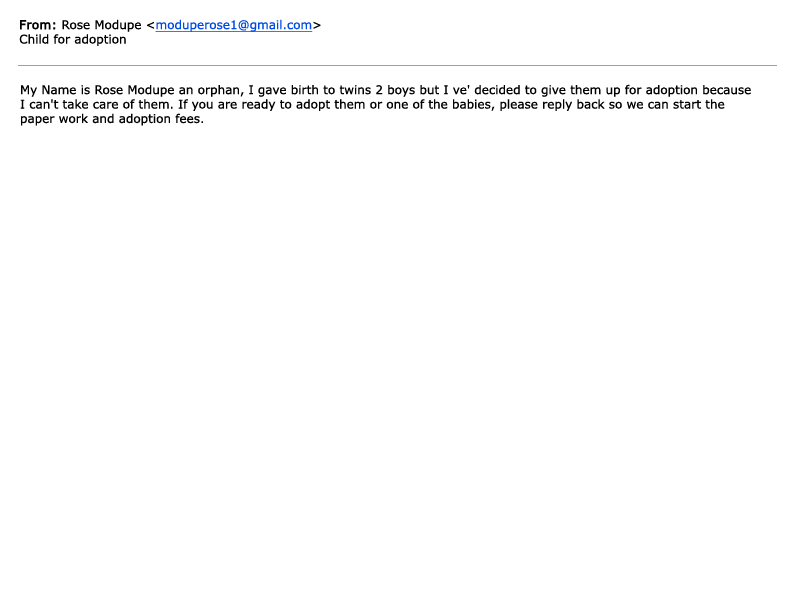 From: Rose Modupe <moduperose1@gmail.com>
Child for adoption
My Name is Rose Modupe an orphan, I gave birth to twins 2 boys but I ve' decided to give them up for adoption because
I can't take care of them. If you are ready to adopt them or one of the babies, please reply back so we can start the
paper work and adoption fees.